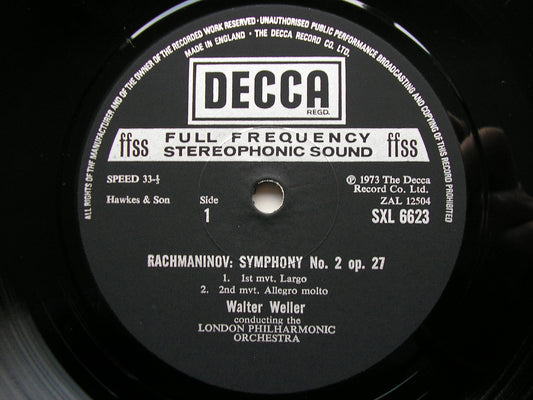 ALL RIGHTS OF THE MANUFACTURER AND OF THE OWNER OF THE RECORDED WORK RESERVED · UNAUTHORISED PUBLIC PERFORMANCE BROADCASTING AND COPYING OF THIS RECORD PROHIBITED
MADE IN ENGLAND · THE DECCA RECORD CO. LTD.
DECCA
REGD.
ffss FULL FREQUENCY ffss
STEREOPHONIC SOUND
SPEED 33⅓
℗ 1973 The Decca
Record Co. Ltd.
ZAL 12504
Hawkes & Son
Side
1
SXL 6623
RACHMANINOV: SYMPHONY No. 2 op. 27
1. 1st mvt. Largo
2. 2nd mvt. Allegro molto
Walter Weller
conducting the
LONDON PHILHARMONIC
ORCHESTRA